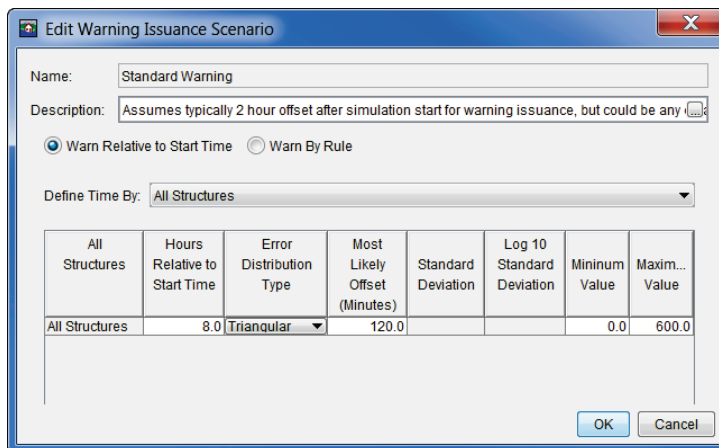 Edit Warning Issuance Scenario
Name: Standard Warning
Description: Assumes typically 2 hour offset after simulation start for warning issuance, but could be any ...
Warn Relative to Start Time Warn By Rule
Define Time By: All Structures
All Structures Hours Relative to Start Time Error Distribution Type Most Likely Offset (Minutes) Standard Deviation Log 10 Standard Deviation Mininum Value Maxim... Value
All Structures 8.0 Triangular 120.0 0.0 600.0
OK Cancel